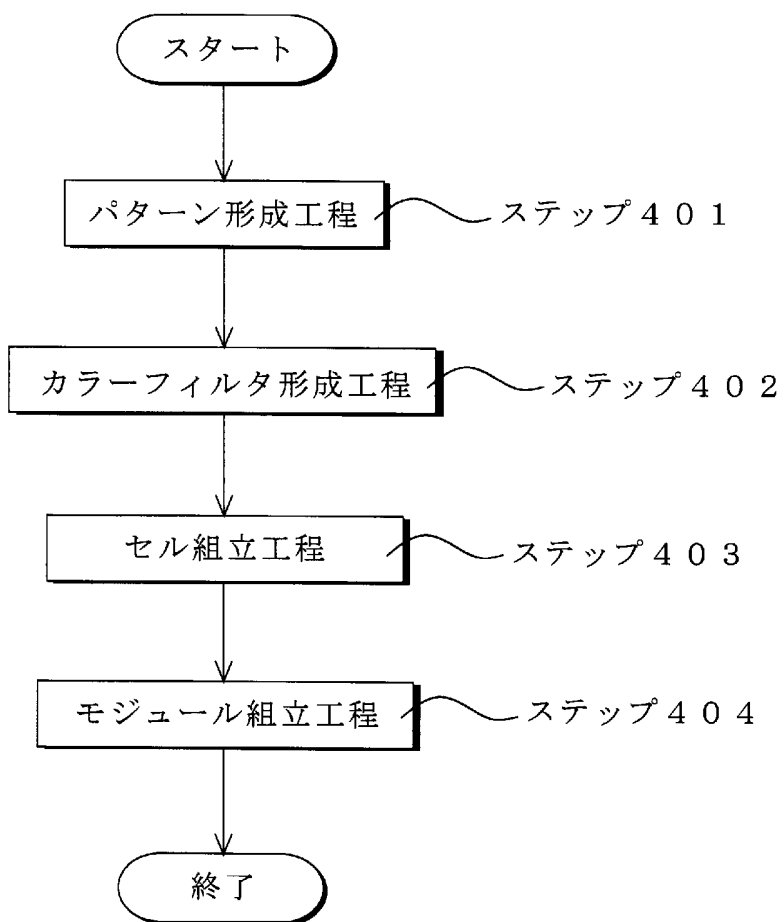 スタート
パターン形成工程
ステップ401
カラーフィルタ形成工程
ステップ402
セル組立工程
ステップ403
モジュール組立工程
ステップ404
終了